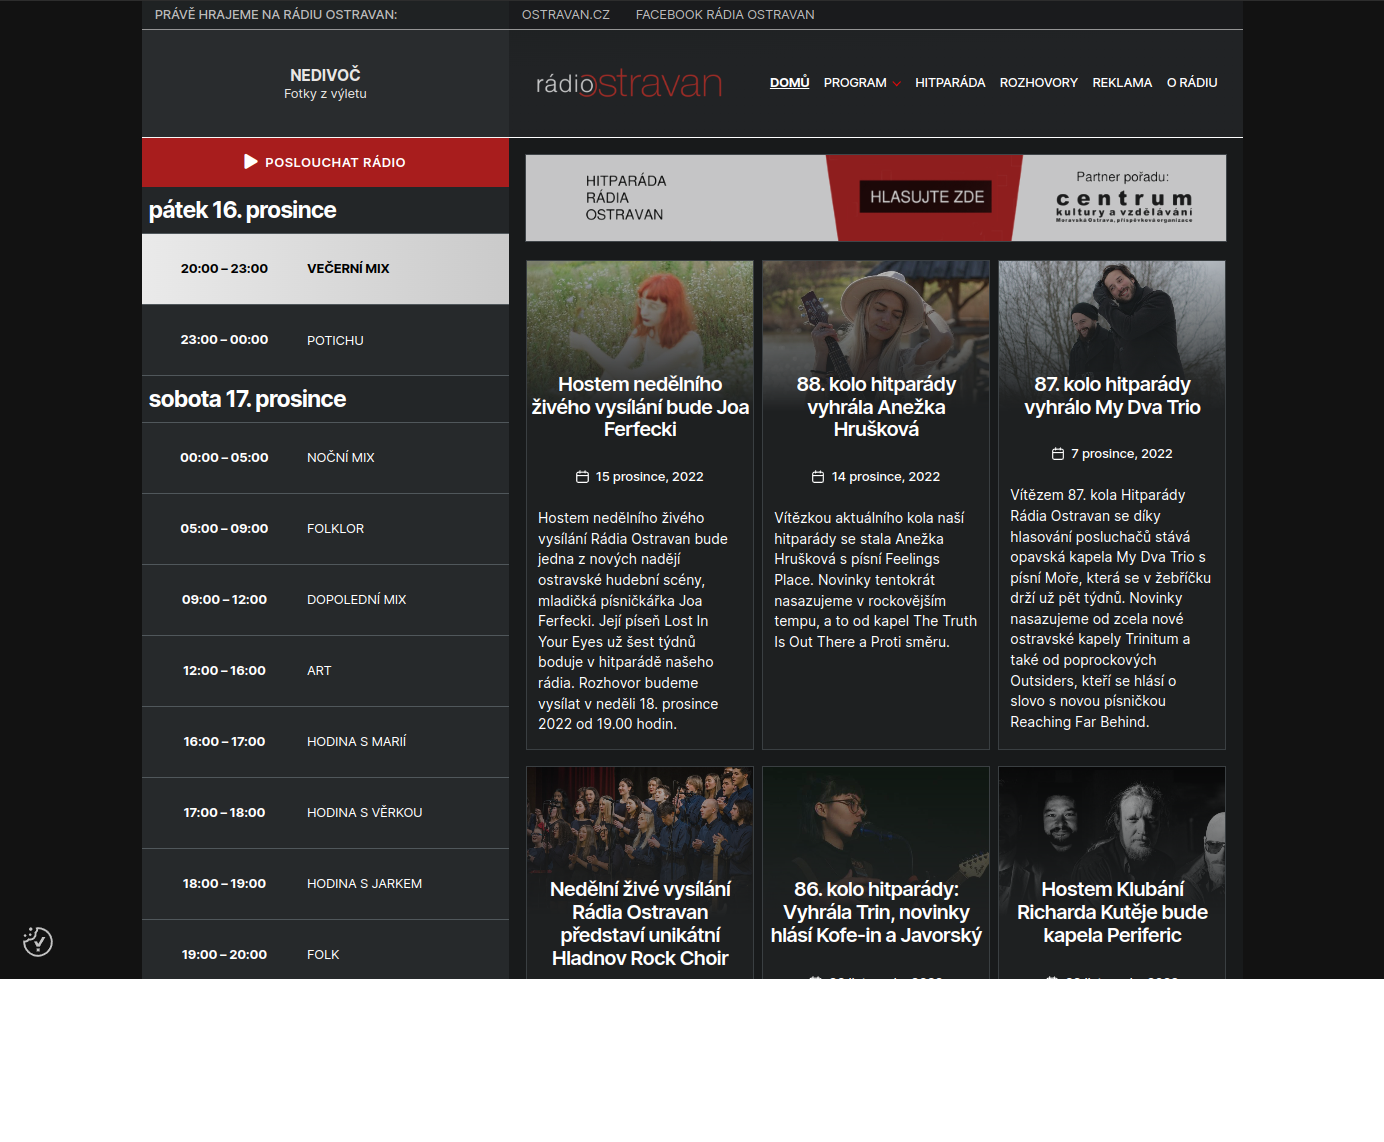 PRÁVĚ HRAJEME NA RÁDIU OSTRAVAN:
OSTRAVAN.CZ
FACEBOOK RÁDIA OSTRAVAN
NEDIVOČ
Fotky z výletu
rádioostravan
DOMŮ
PROGRAM
HITPARÁDA
ROZHOVORY
REKLAMA
O RÁDIU
POSLOUCHAT RÁDIO
pátek 16. prosince
20:00 – 23:00 VEČERNÍ MIX
23:00 – 00:00 POTICHU
sobota 17. prosince
00:00 – 05:00 NOČNÍ MIX
05:00 – 09:00 FOLKLOR
09:00 – 12:00 DOPOLEDNÍ MIX
12:00 – 16:00 ART
16:00 – 17:00 HODINA S MARIÍ
17:00 – 18:00 HODINA S VĚRKOU
18:00 – 19:00 HODINA S JARKEM
19:00 – 20:00 FOLK
HITPARÁDA
RÁDIA
OSTRAVAN
HLASUJTE ZDE
Partner pořadu:
centrum
kultury a vzdělávání
Moravská Ostrava, příspěvková organizace
Hostem nedělního
živého vysílání bude Joa
Ferfecki
15 prosince, 2022
Hostem nedělního živého
vysílání Rádia Ostravan bude
jedna z nových nadějí
ostravské hudební scény,
mladičká písničkářka Joa
Ferfecki. Její píseň Lost In
Your Eyes už šest týdnů
boduje v hitparádě našeho
rádia. Rozhovor budeme
vysílat v neděli 18. prosince
2022 od 19.00 hodin.
88. kolo hitparády
vyhrála Anežka
Hrušková
14 prosince, 2022
Vítězkou aktuálního kola naší
hitparády se stala Anežka
Hrušková s písní Feelings
Place. Novinky tentokrát
nasazujeme v rockovějším
tempu, a to od kapel The Truth
Is Out There a Proti směru.
87. kolo hitparády
vyhrálo My Dva Trio
7 prosince, 2022
Vítězem 87. kola Hitparády
Rádia Ostravan se díky
hlasování posluchačů stává
opavská kapela My Dva Trio s
písní Moře, která se v žebříčku
drží už pět týdnů. Novinky
nasazujeme od zcela nové
ostravské kapely Trinitum a
také od poprockových
Outsiders, kteří se hlásí o
slovo s novou písničkou
Reaching Far Behind.
Nedělní živé vysílání
Rádia Ostravan
představí unikátní
Hladnov Rock Choir
86. kolo hitparády:
Vyhrála Trin, novinky
hlásí Kofe-in a Javorský
Hostem Klubání
Richarda Kutěje bude
kapela Periferic